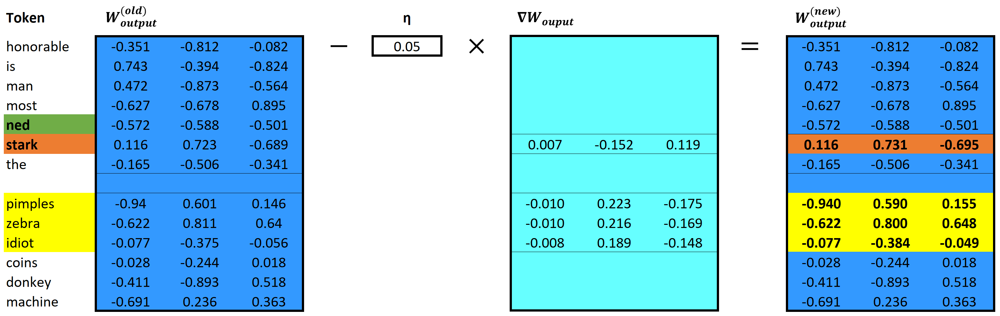 Token W_output^(old) η ∇W_ouput W_output^(new)
honorable -0.351 -0.812 -0.082 − 0.05 × = -0.351 -0.812 -0.082
is 0.743 -0.394 -0.824 0.743 -0.394 -0.824
man 0.472 -0.873 -0.564 0.472 -0.873 -0.564
most -0.627 -0.678 0.895 -0.627 -0.678 0.895
ned -0.572 -0.588 -0.501 -0.572 -0.588 -0.501
stark 0.116 0.723 -0.689 0.007 -0.152 0.119 0.116 0.731 -0.695
the -0.165 -0.506 -0.341 -0.165 -0.506 -0.341
pimples -0.94 0.601 0.146 -0.010 0.223 -0.175 -0.940 0.590 0.155
zebra -0.622 0.811 0.64 -0.010 0.216 -0.169 -0.622 0.800 0.648
idiot -0.077 -0.375 -0.056 -0.008 0.189 -0.148 -0.077 -0.384 -0.049
coins -0.028 -0.244 0.018 -0.028 -0.244 0.018
donkey -0.411 -0.893 0.518 -0.411 -0.893 0.518
machine -0.691 0.236 0.363 -0.691 0.236 0.363